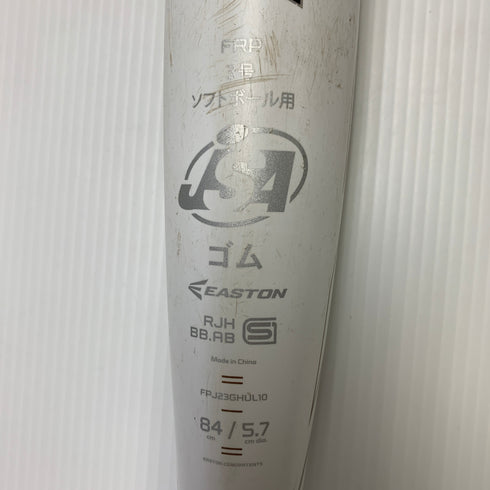 FRP
3号
ソフトボール用
JSA
ゴム
EASTON
RJH
BB.AB
Made in China
FPJ23GHUL10
84 / 5.7
cm cm dia.